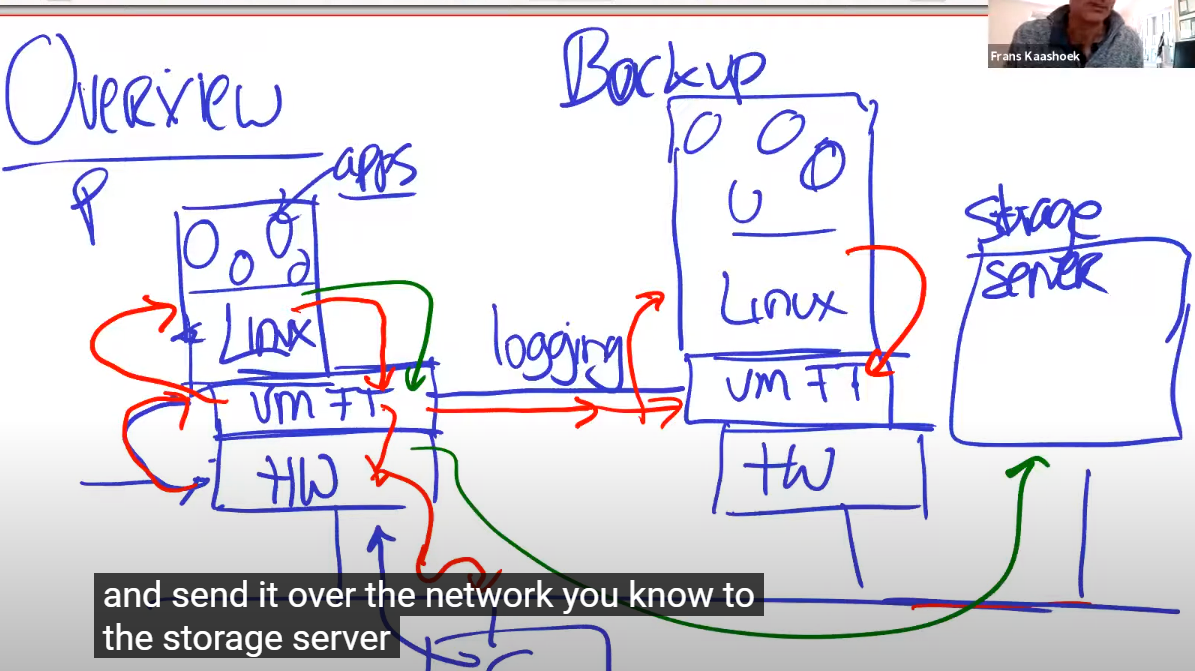 Frans Kaashoek
Overview
Backup
P
apps
storage
server
Linux
Linux
logging
VM FT
VM FT
HW
HW
and send it over the network you know to
the storage server